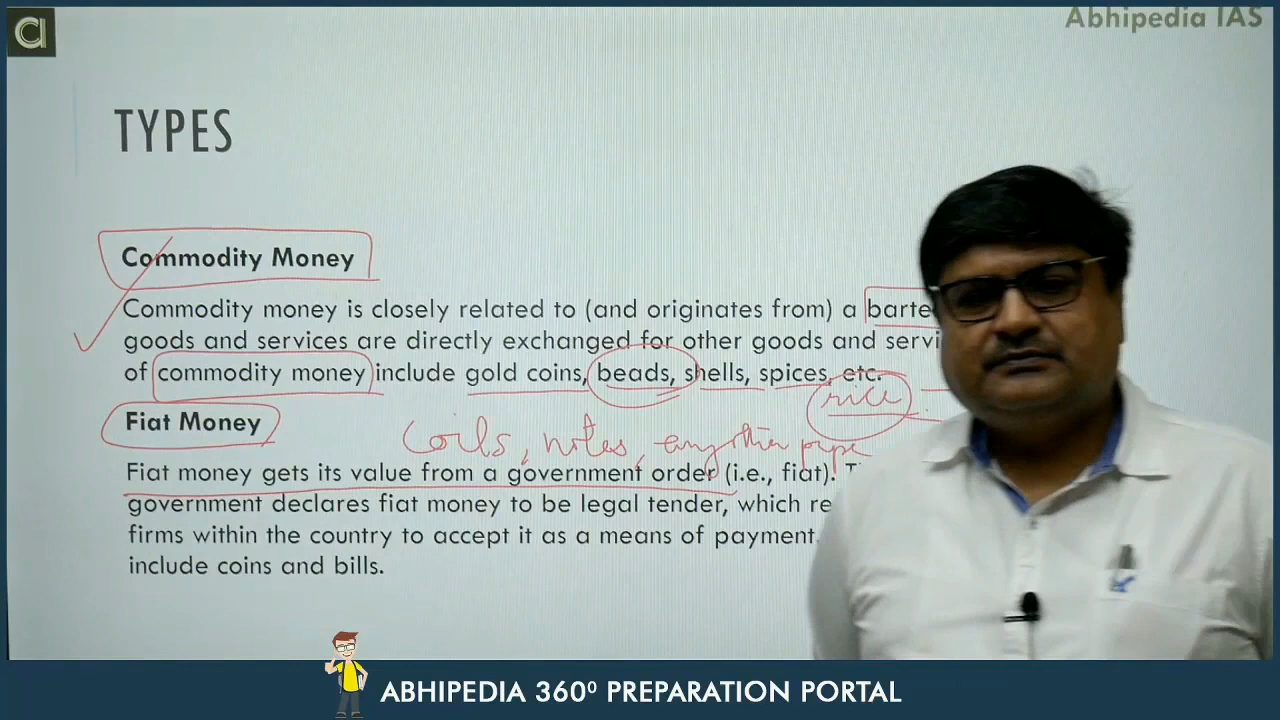 Abhipedia IAS
TYPES
Commodity Money
Commodity money is closely related to (and originates from) a barte
goods and services are directly exchanged for other goods and servi
of commodity money include gold coins, beads, shells, spices, etc.
rice
Fiat Money
coils, notes, any other pipe
Fiat money gets its value from a government order (i.e., fiat). T
government declares fiat money to be legal tender, which re
firms within the country to accept it as a means of payment.
include coins and bills.
ABHIPEDIA 360⁰ PREPARATION PORTAL